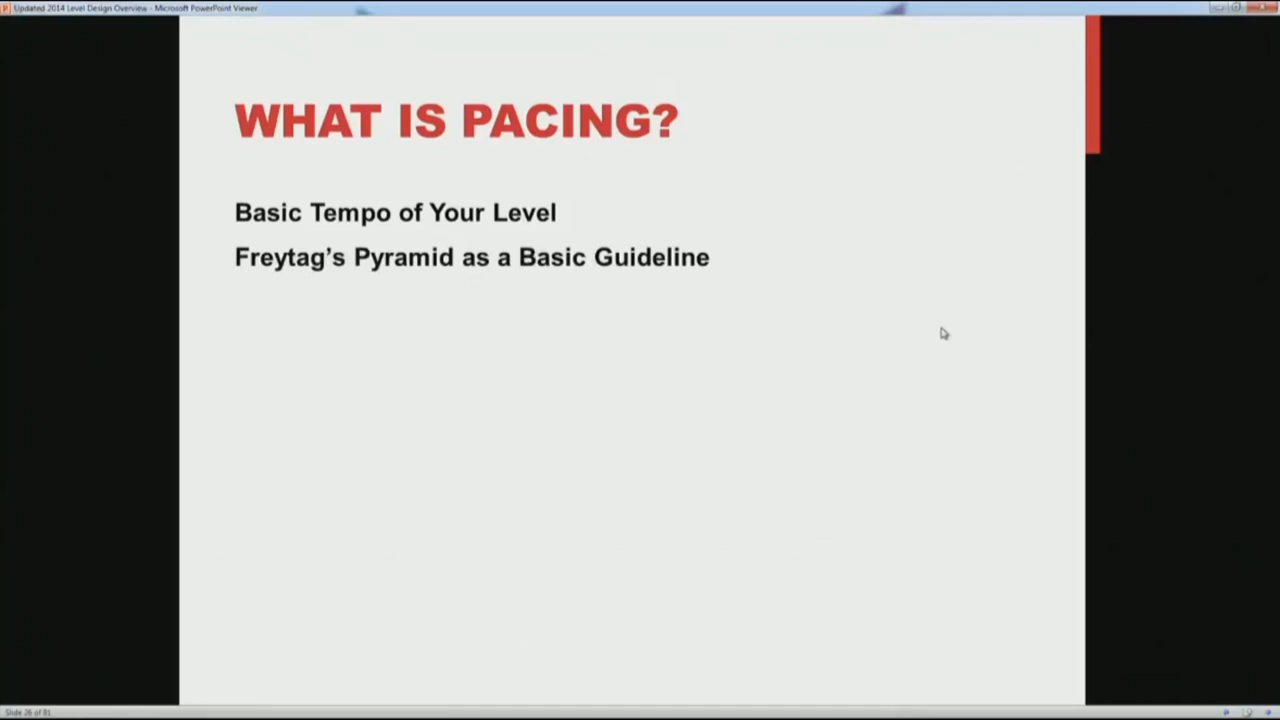 Updated 2014 Level Design Overview - Microsoft PowerPoint Viewer
WHAT IS PACING?
Basic Tempo of Your Level
Freytag’s Pyramid as a Basic Guideline
Slide 26 of 81